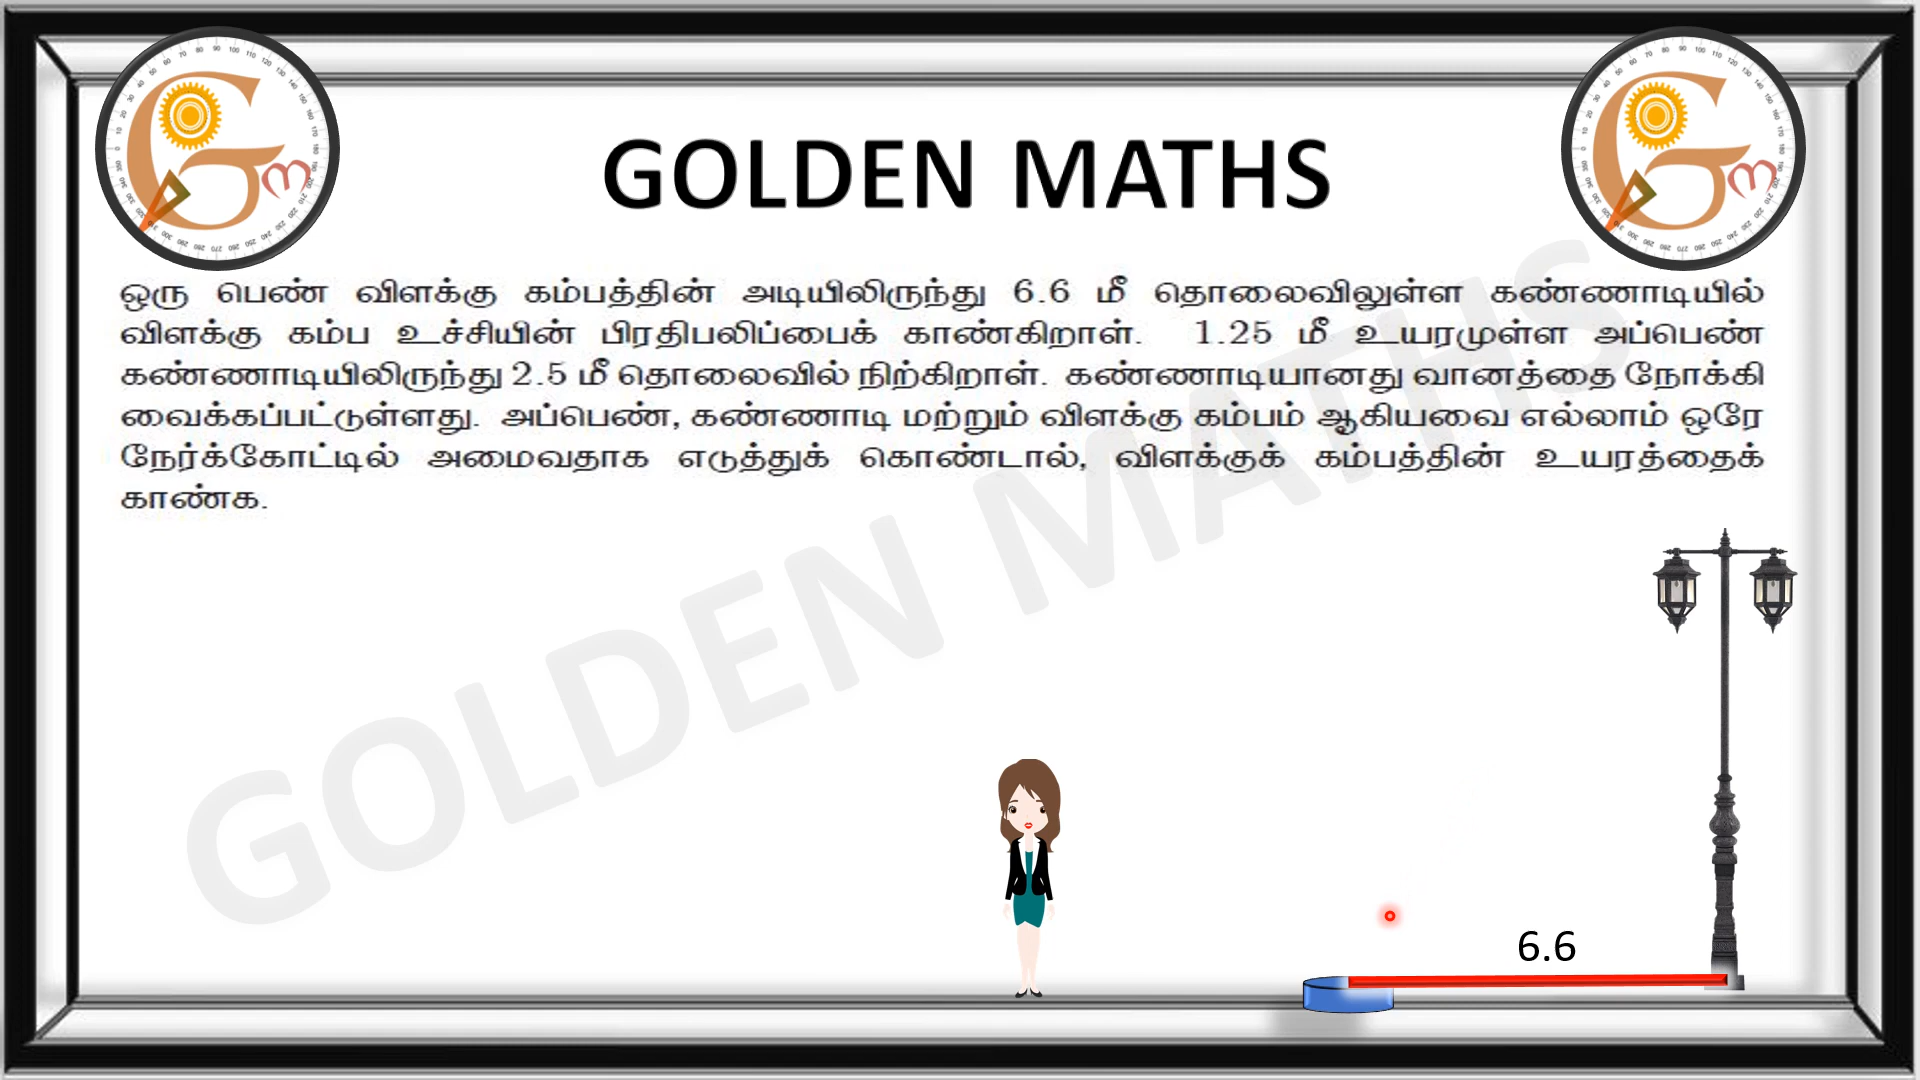 GOLDEN MATHS
ஒரு பெண் விளக்கு கம்பத்தின் அடியிலிருந்து 6.6 மீ தொலைவிலுள்ள கண்ணாடியில்
விளக்கு கம்ப உச்சியின் பிரதிபலிப்பைக் காண்கிறாள். 1.25 மீ உயரமுள்ள அப்பெண்
கண்ணாடியிலிருந்து 2.5 மீ தொலைவில் நிற்கிறாள். கண்ணாடியானது வானத்தை நோக்கி
வைக்கப்பட்டுள்ளது. அப்பெண், கண்ணாடி மற்றும் விளக்கு கம்பம் ஆகியவை எல்லாம் ஒரே
நேர்க்கோட்டில் அமைவதாக எடுத்துக் கொண்டால், விளக்குக் கம்பத்தின் உயரத்தைக்
காண்க.
GOLDEN MATHS
6.6